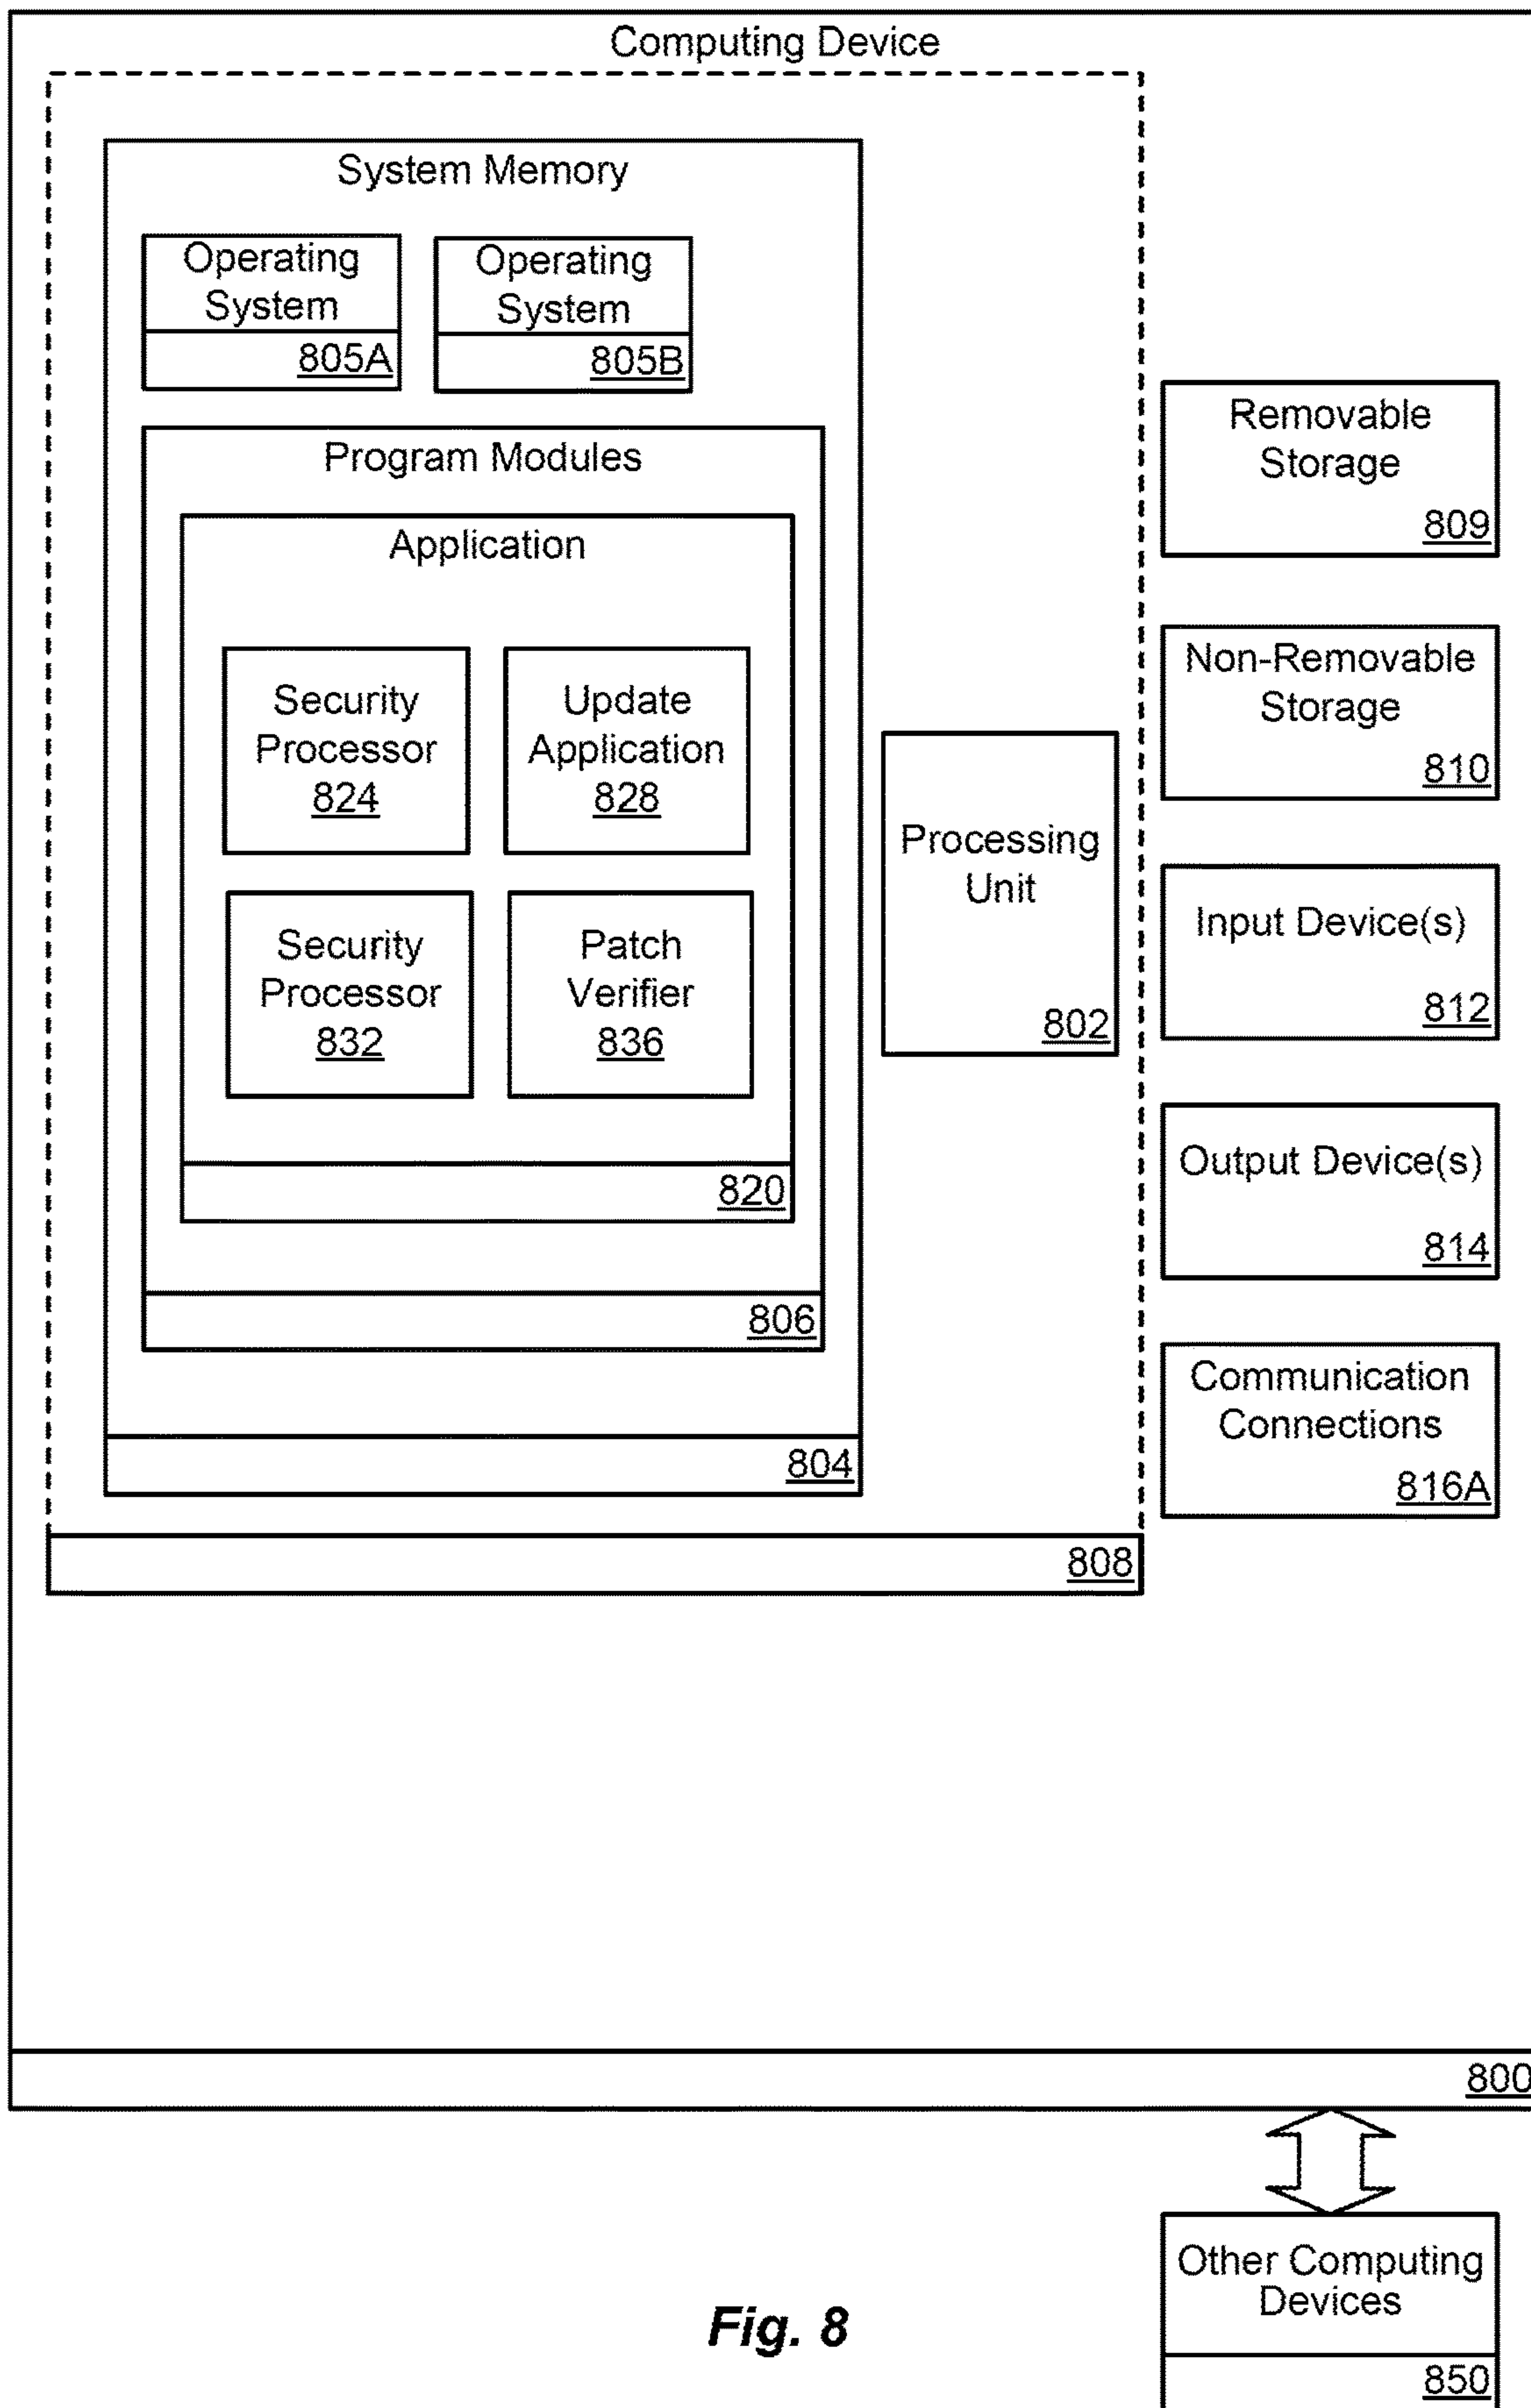 Computing Device
System Memory
Operating
System
805A
Operating
System
805B
Program Modules
Application
Security
Processor
824
Update
Application
828
Security
Processor
832
Patch
Verifier
836
820
806
804
Processing
Unit
802
808
Removable
Storage
809
Non-Removable
Storage
810
Input Device(s)
812
Output Device(s)
814
Communication
Connections
816A
800
Other Computing
Devices
850
Fig. 8